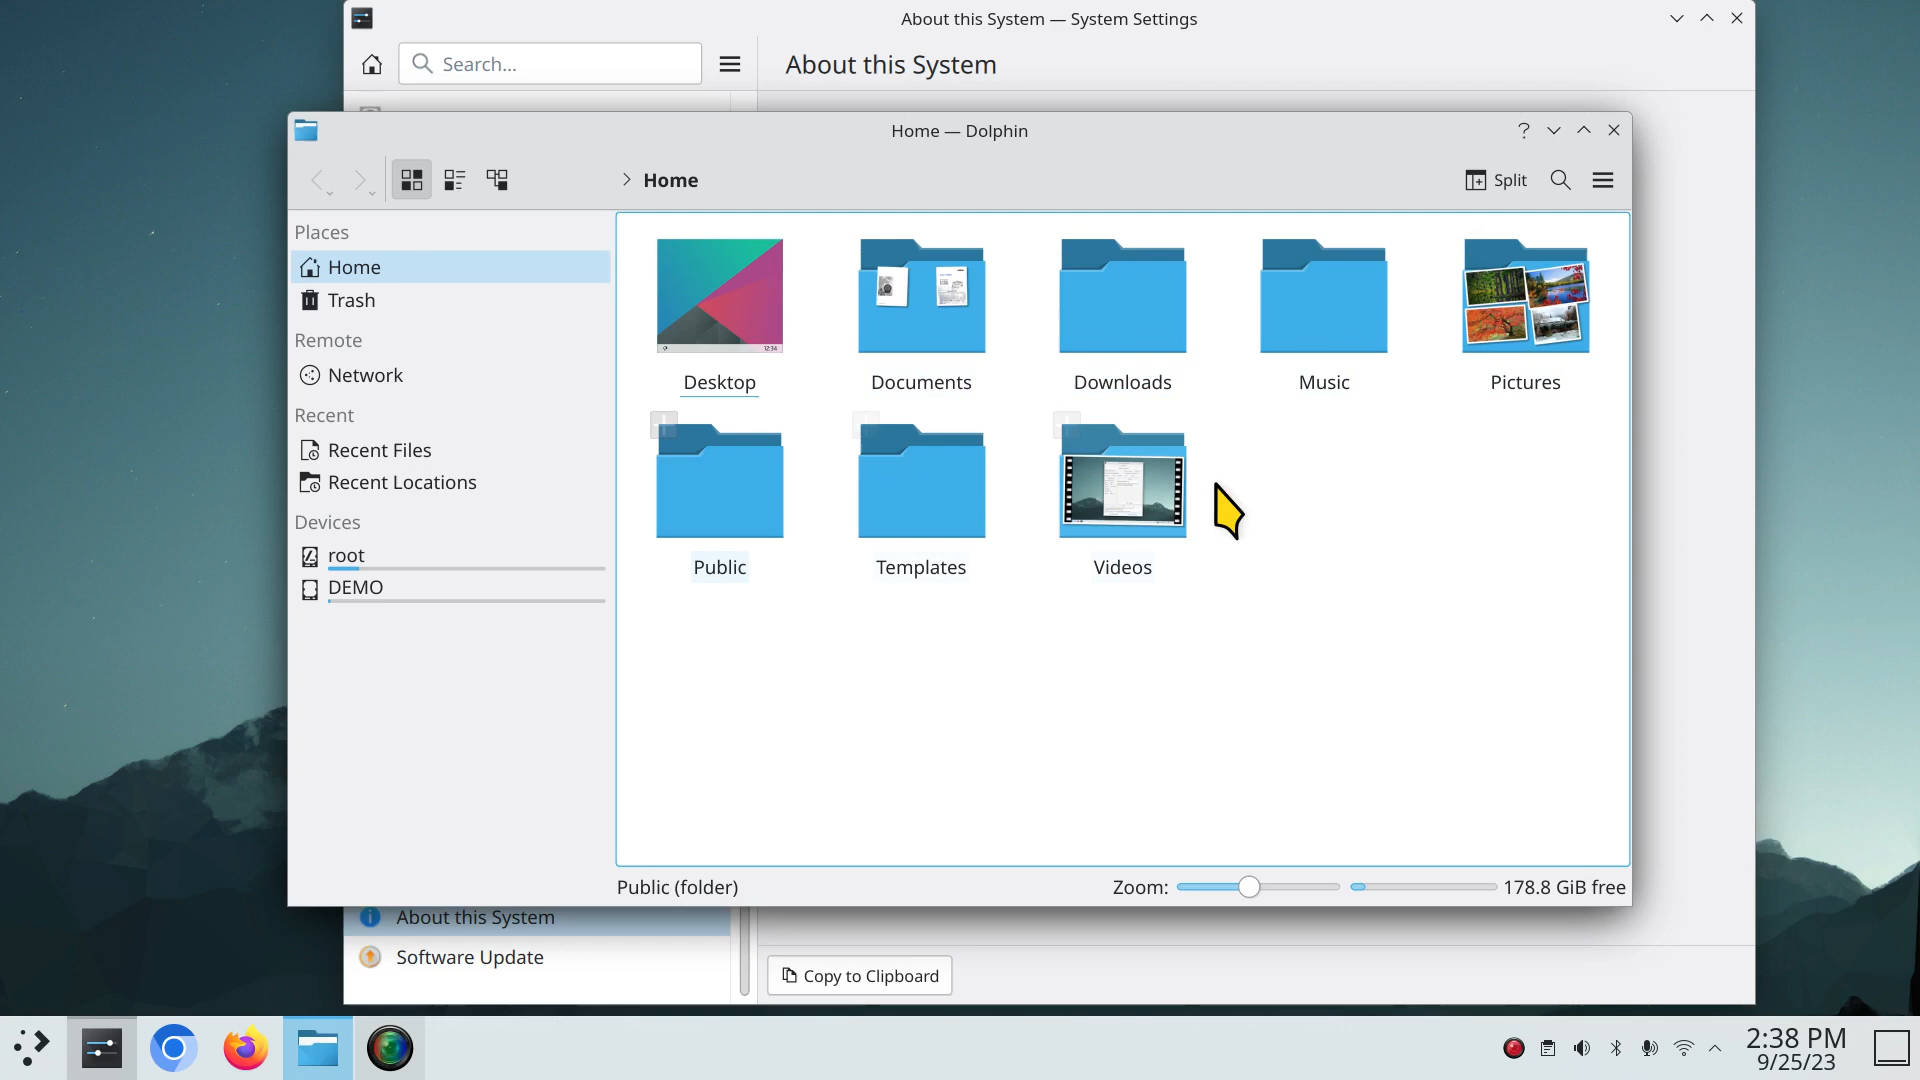 About this System — System Settings
Search...
About this System
Home — Dolphin
Home
Split
Places
Home
Trash
Remote
Network
Recent
Recent Files
Recent Locations
Devices
root
DEMO
12:34
Desktop
Documents
Downloads
Music
Pictures
Public
Templates
Videos
Public (folder)
Zoom:
178.8 GiB free
About this System
Software Update
Copy to Clipboard
2:38 PM
9/25/23